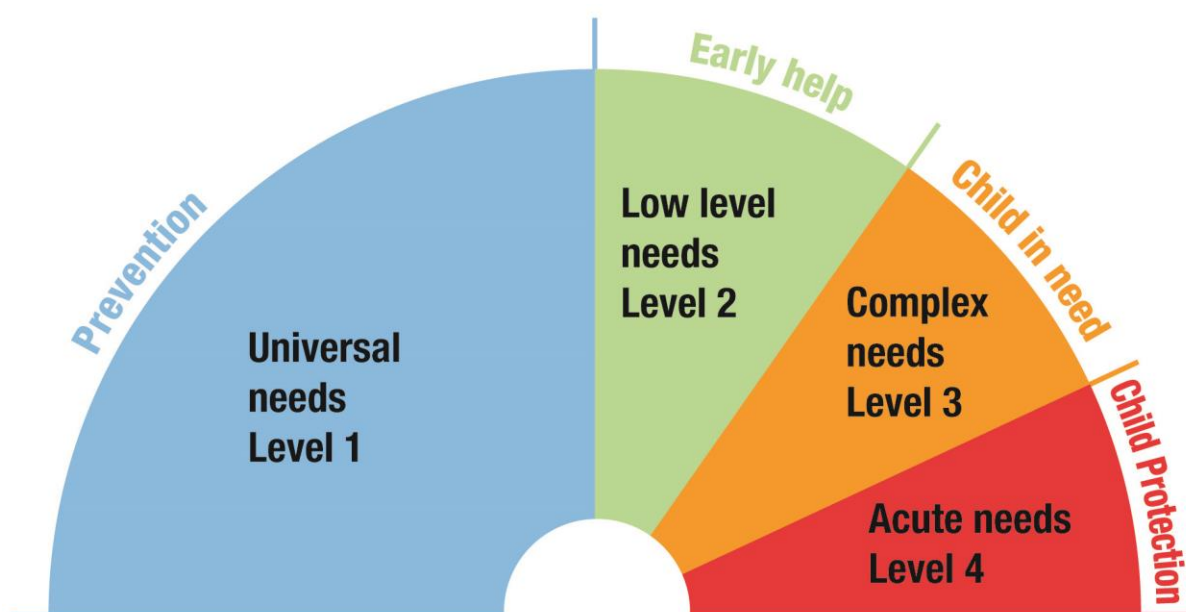 Prevention
Universal
needs
Level 1
Early help
Low level
needs
Level 2
Child in need
Complex
needs
Level 3
Child Protection
Acute needs
Level 4